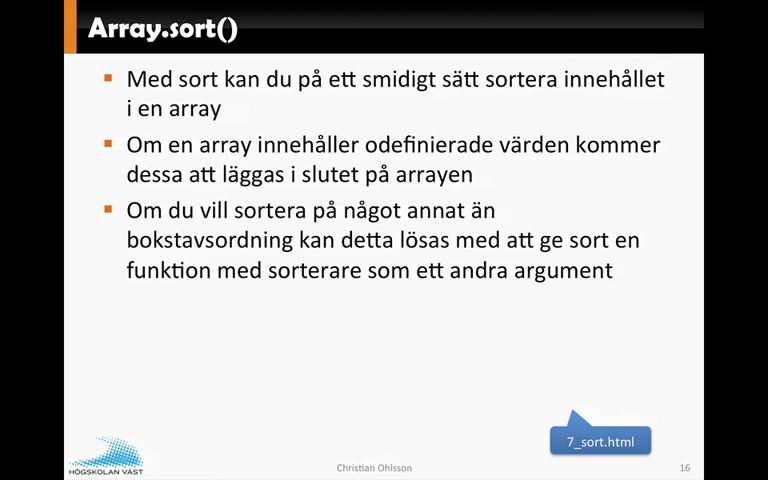 Array.sort()
Med sort kan du på ett smidigt sätt sortera innehållet
i en array
Om en array innehåller odefinierade värden kommer
dessa att läggas i slutet på arrayen
Om du vill sortera på något annat än
bokstavsordning kan detta lösas med att ge sort en
funktion med sorterare som ett andra argument
7_sort.html
HÖGSKOLAN VÄST
Christian Ohlsson
16